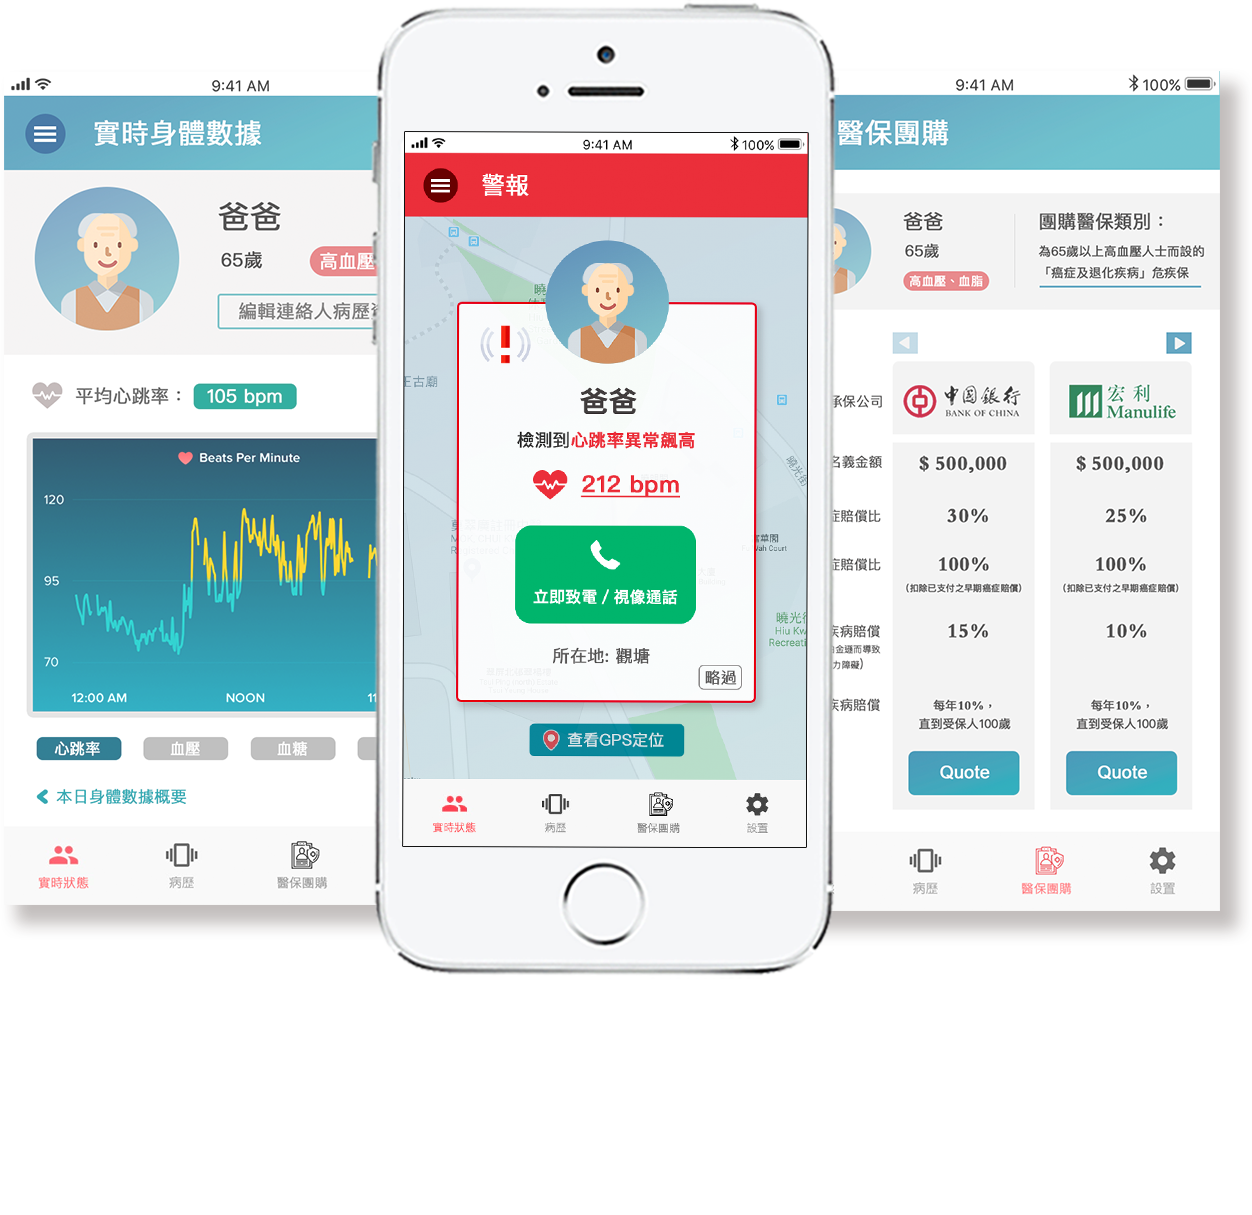 9:41 AM
實時身體數據
爸爸
65歲
高血壓
編輯連絡人病歷
平均心跳率：
105 bpm
Beats Per Minute
120
95
70
12:00 AM
NOON
11
心跳率
血壓
血糖
本日身體數據概要
實時狀態
病歷
醫保團購
9:41 AM
100%
警報
王古廟
爸爸
檢測到心跳率異常飆高
212 bpm
立即致電 / 視像通話
所在地: 觀塘
略過
曉光街
Wah Court
Hiu Kw
Recreati
查看GPS定位
實時狀態
病歷
醫保團購
設置
9:41 AM
100%
醫保團購
爸爸
65歲
高血壓、血脂
團購醫保類別：
為65歲以上高血壓人士而設的
「癌症及退化疾病」危疾保
承保公司
中國銀行
BANK OF CHINA
宏利
Manulife
名義金額
$ 500,000
$ 500,000
症賠償比
30%
25%
症賠償比
100%
100%
(扣除已支付之早期癌症賠償)
(扣除已支付之早期癌症賠償)
疾病賠償
15%
10%
力障礙)
疾病賠償
每年10%，
直到受保人100歲
每年10%，
直到受保人100歲
Quote
Quote
病歷
醫保團購
設置